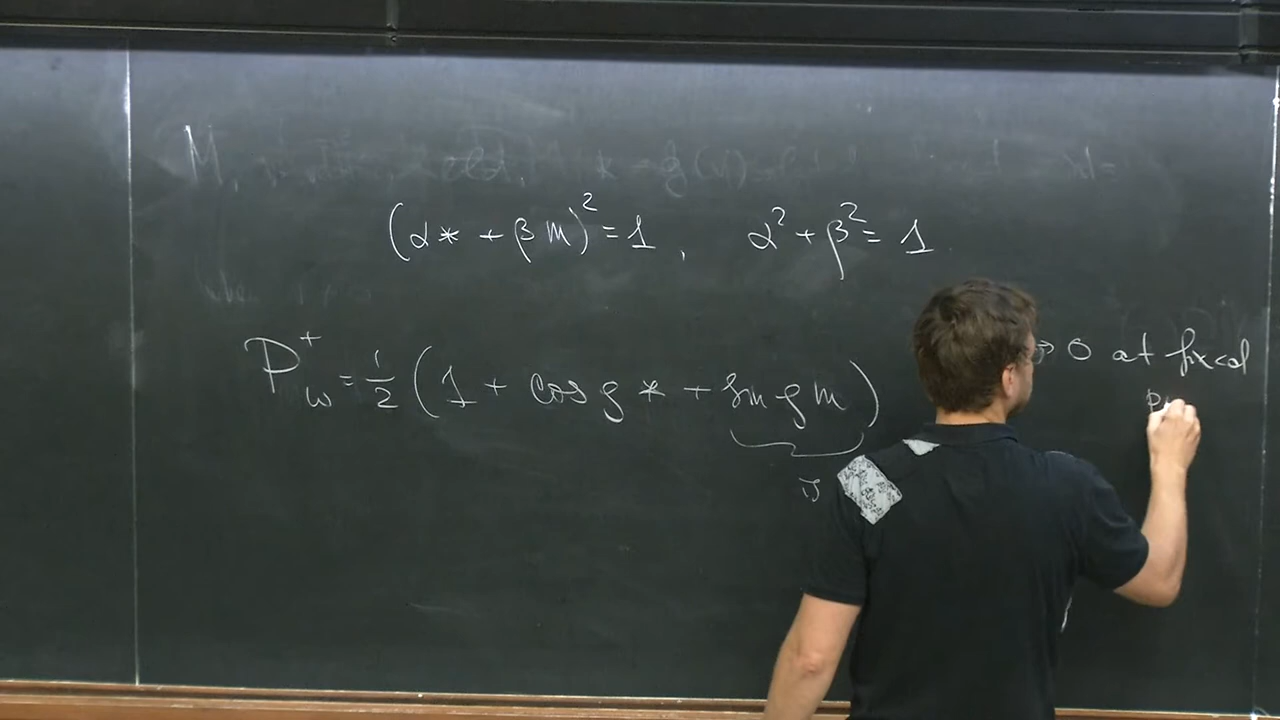 M,
(α* + βm)² = 1, α² + β² = 1
P⁺_ω = 1/2 (1 + cos ρ * + sin ρ m) → 0 at fixed